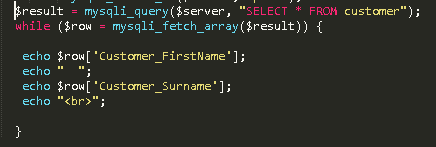 $result = mysqli_query($server, "SELECT * FROM customer");
while ($row = mysqli_fetch_array($result)) {
echo $row['Customer_FirstName'];
echo "  ";
echo $row['Customer_Surname'];
echo "<br>";
}